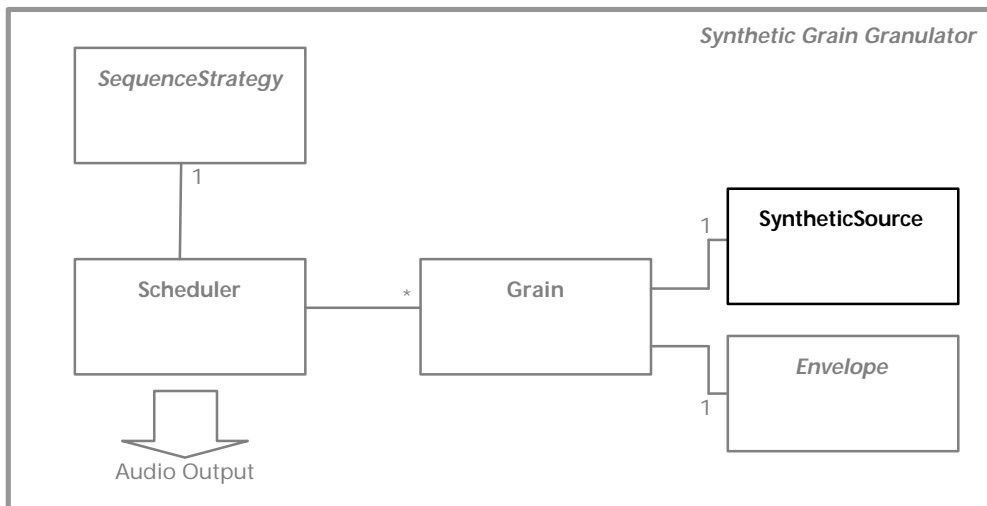 Synthetic Grain Granulator
SequenceStrategy
1
SyntheticSource
1
Scheduler
*
Grain
Envelope
1
Audio Output